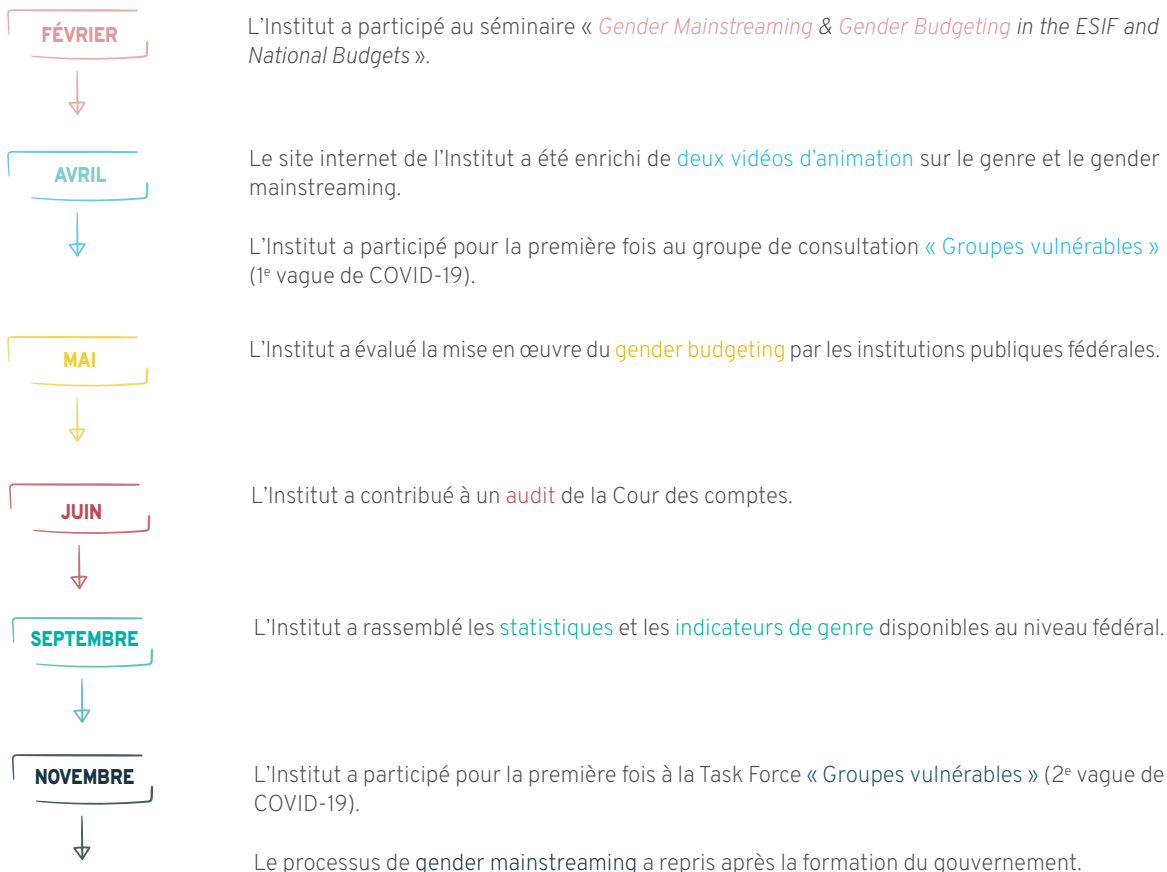 FÉVRIER
L'Institut a participé au séminaire « Gender Mainstreaming & Gender Budgeting in the ESIF and
National Budgets ».
AVRIL
Le site internet de l'Institut a été enrichi de deux vidéos d'animation sur le genre et le gender
mainstreaming.
L'Institut a participé pour la première fois au groupe de consultation « Groupes vulnérables »
(1e vague de COVID-19).
MAI
L'Institut a évalué la mise en œuvre du gender budgeting par les institutions publiques fédérales.
JUIN
L'Institut a contribué à un audit de la Cour des comptes.
SEPTEMBRE
L'Institut a rassemblé les statistiques et les indicateurs de genre disponibles au niveau fédéral.
NOVEMBRE
L'Institut a participé pour la première fois à la Task Force « Groupes vulnérables » (2e vague de
COVID-19).
Le processus de gender mainstreaming a repris après la formation du gouvernement.